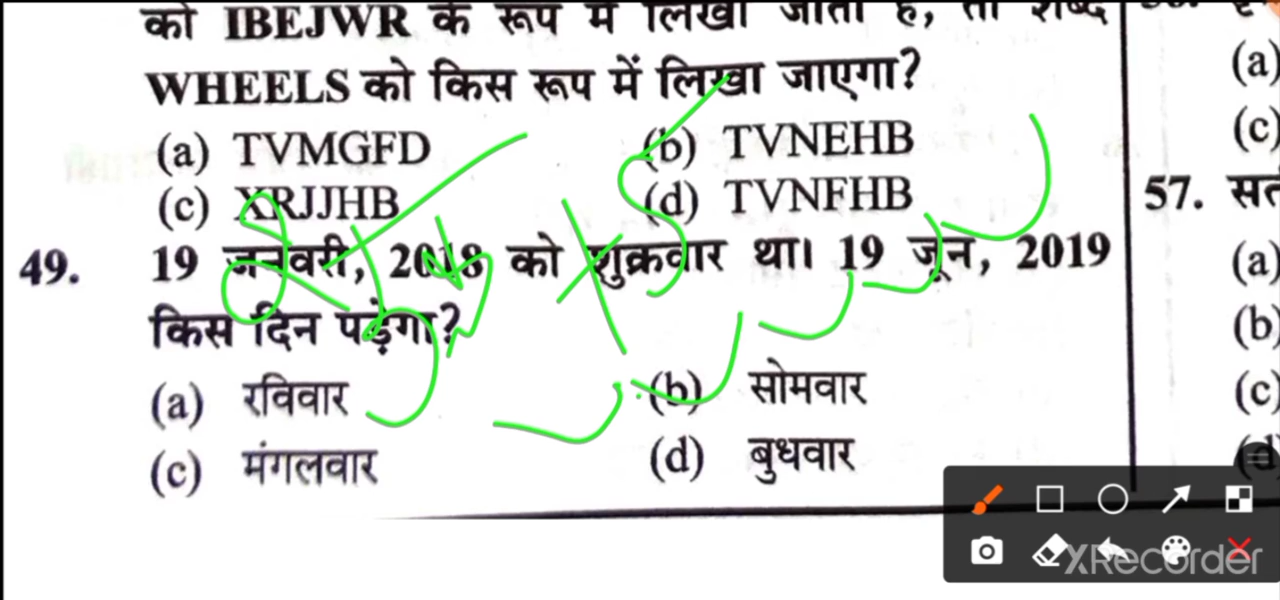 को IBEJWR के रूप में लिखा जाता है, तो शब्द
WHEELS को किस रूप में लिखा जाएगा?
(a) TVMGFD (b) TVNEHB
(c) XRJJHB (d) TVNFHB
49. 19 जनवरी, 2018 को शुक्रवार था। 19 जून, 2019
किस दिन पड़ेगा?
(a) रविवार (b) सोमवार
(c) मंगलवार (d) बुधवार
(a)
(c)
57.
(a)
(b)
(c)
(d)
XRecorder